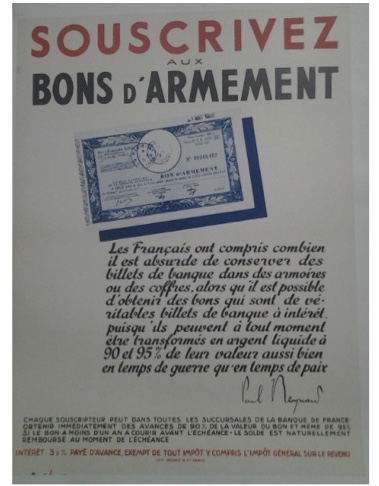 SOUSCRIVEZ
AUX
BONS D'ARMEMENT
BON D'ARMEMENT
Les Français ont compris combien
il est absurde de conserver des
billets de banque dans des armoires
ou des coffres, alors qu'il est possible
d'obtenir des bons qui sont de vé-
ritables billets de banque à intérêt,
puisqu'ils peuvent à tout moment
être transformés en argent liquide à
90 et 95% de leur valeur aussi bien
en temps de guerre qu'en temps de paix
Paul Reynaud
CHAQUE SOUSCRIPTEUR PEUT DANS TOUTES LES SUCCURSALES DE LA BANQUE DE FRANCE
OBTENIR IMMÉDIATEMENT DES AVANCES DE 90% DE LA VALEUR DU BON ET MÊME DE 95%
SI LE BON A MOINS D'UN AN A COURIR AVANT L'ÉCHÉANCE - LE SOLDE EST NATURELLEMENT
REMBOURSÉ AU MOMENT DE L'ÉCHÉANCE
INTÉRÊT 3½% PAYÉ D'AVANCE, EXEMPT DE TOUT IMPÔT Y COMPRIS L'IMPÔT GÉNÉRAL SUR LE REVENU